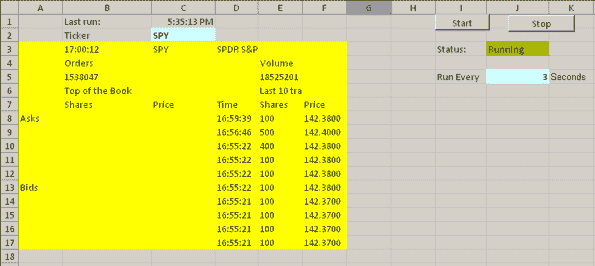 A B C D E F G H I J K
1 Last run: 5:35:13 PM Start Stop
2 Ticker SPY
3 17:00:12 SPY SPDR S&P Status: Running
4 Orders Volume
5 1538047 18525201 Run Every 3 Seconds
6 Top of the Book Last 10 tra
7 Shares Price Time Shares Price
8 Asks 16:59:39 100 142.3800
9 16:56:46 500 142.4000
10 16:55:22 400 142.3800
11 16:55:22 100 142.3800
12 16:55:22 100 142.3800
13 Bids 16:55:22 100 142.3800
14 16:55:21 100 142.3700
15 16:55:21 100 142.3700
16 16:55:21 100 142.3700
17 16:55:21 100 142.3700
18